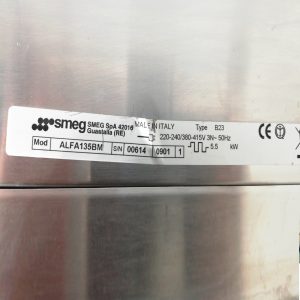 smeg SMEG SpA 42016 MADE IN ITALY Type B23
Guastalla (RE) 220-240/380-415V 3N~ 50Hz
Mod ALFA135BM S/N 00614 0901 1 5.5 kW
CE